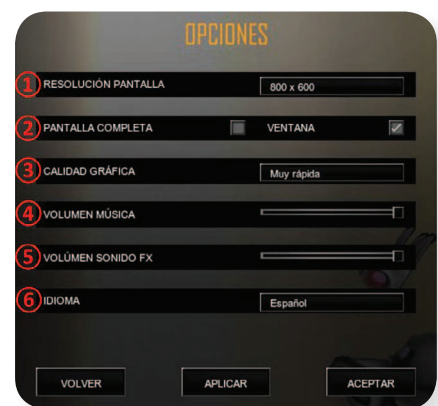 OPCIONES
1 RESOLUCIÓN PANTALLA 800 x 600
2 PANTALLA COMPLETA VENTANA
3 CALIDAD GRÁFICA Muy rápida
4 VOLUMEN MÚSICA
5 VOLÚMEN SONIDO FX
6 IDIOMA Español
VOLVER APLICAR ACEPTAR